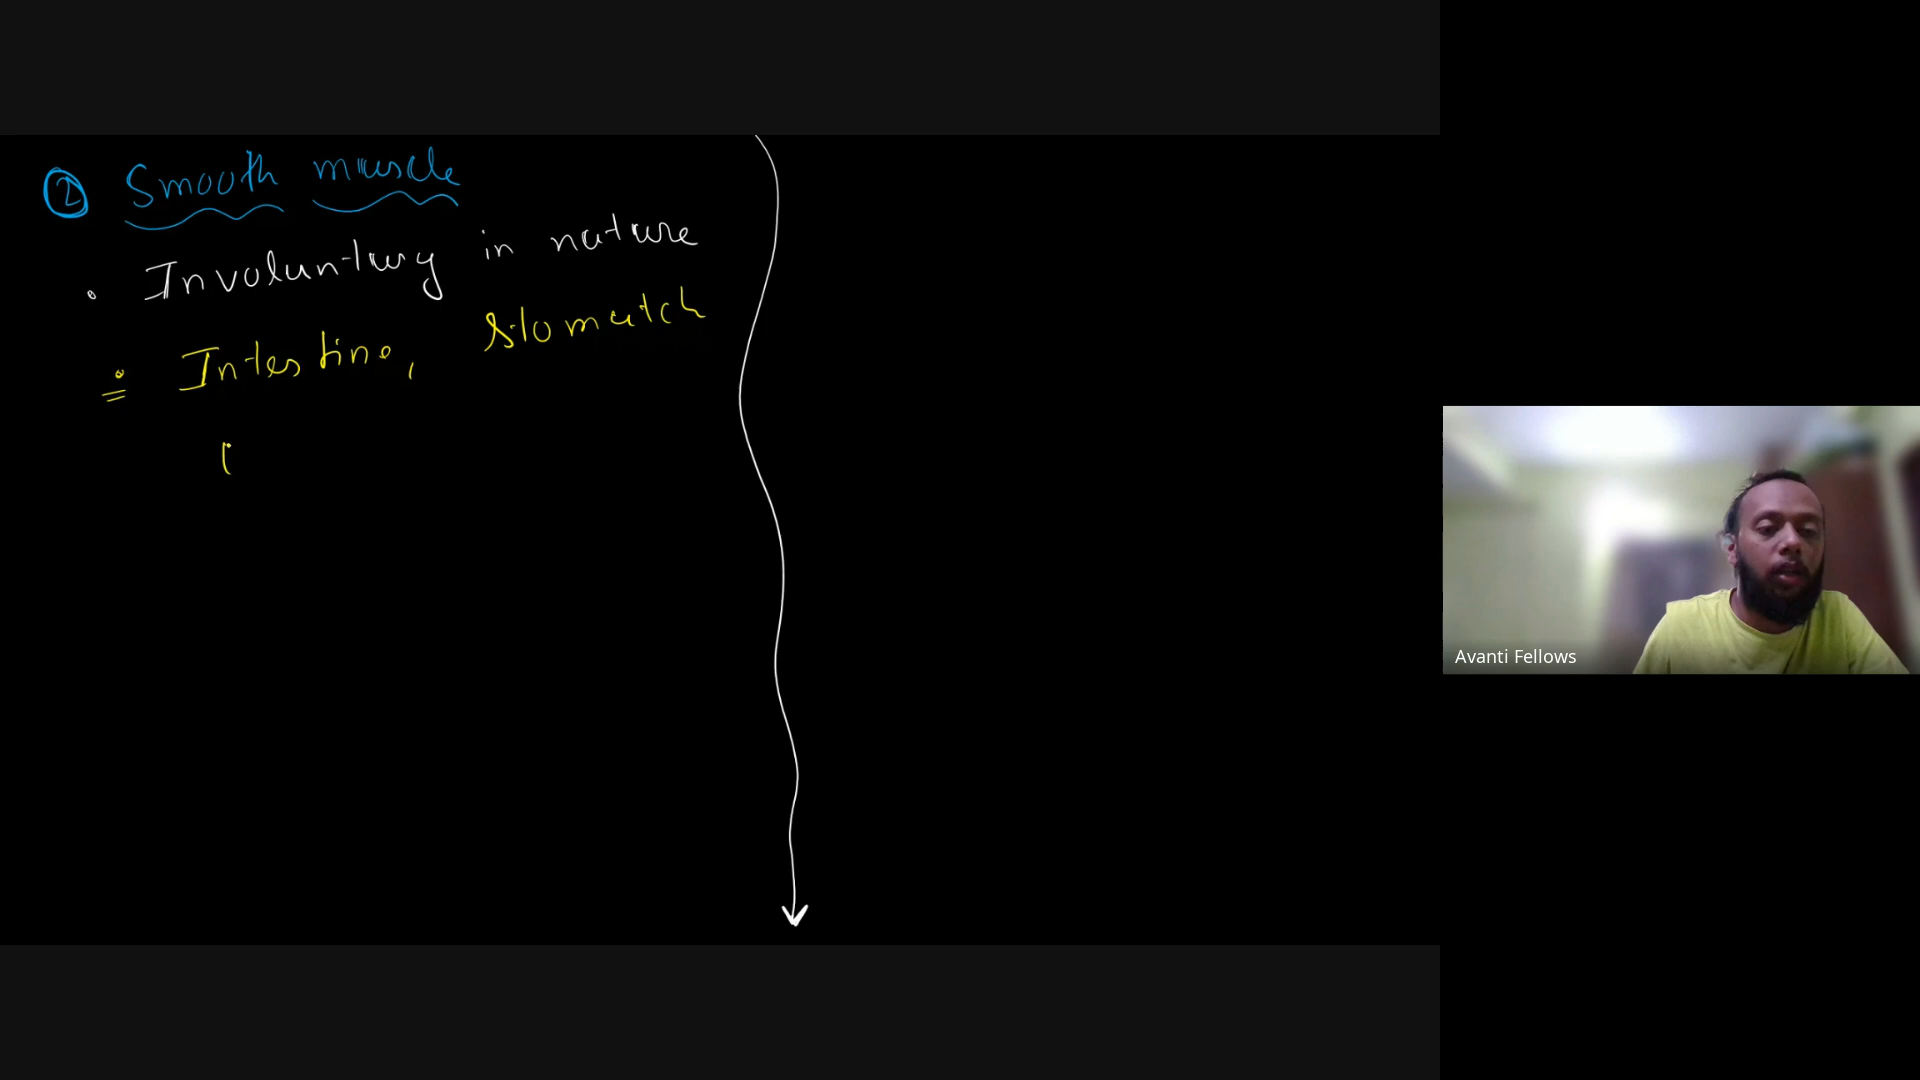 ② Smooth muscle
• Involuntary in nature
Intestine, Stomatch
Avanti Fellows